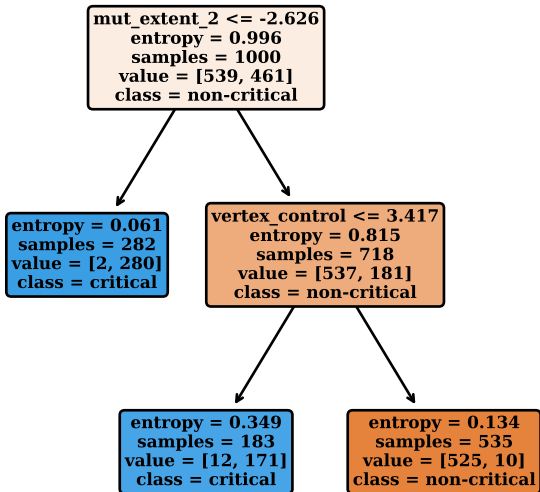 mut_extent_2 <= -2.626
entropy = 0.996
samples = 1000
value = [539, 461]
class = non-critical
entropy = 0.061
samples = 282
value = [2, 280]
class = critical
vertex_control <= 3.417
entropy = 0.815
samples = 718
value = [537, 181]
class = non-critical
entropy = 0.349
samples = 183
value = [12, 171]
class = critical
entropy = 0.134
samples = 535
value = [525, 10]
class = non-critical